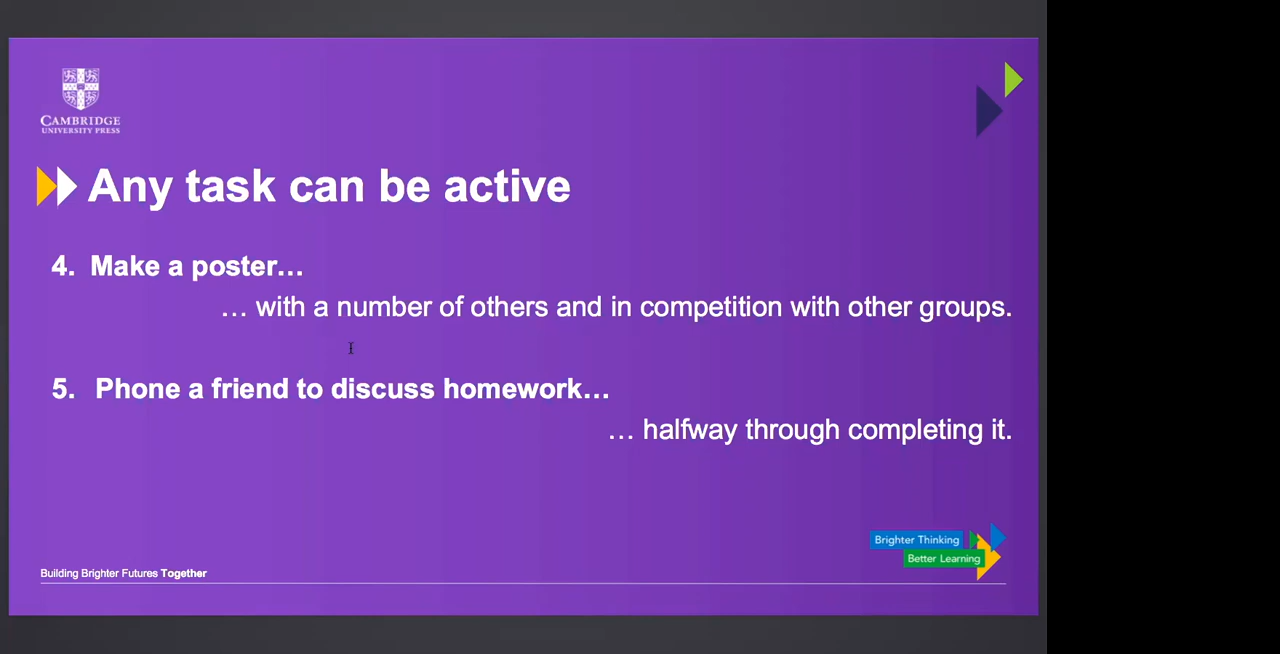 CAMBRIDGE
UNIVERSITY PRESS
Any task can be active
4. Make a poster…
… with a number of others and in competition with other groups.
5. Phone a friend to discuss homework…
… halfway through completing it.
Brighter Thinking
Better Learning
Building Brighter Futures Together